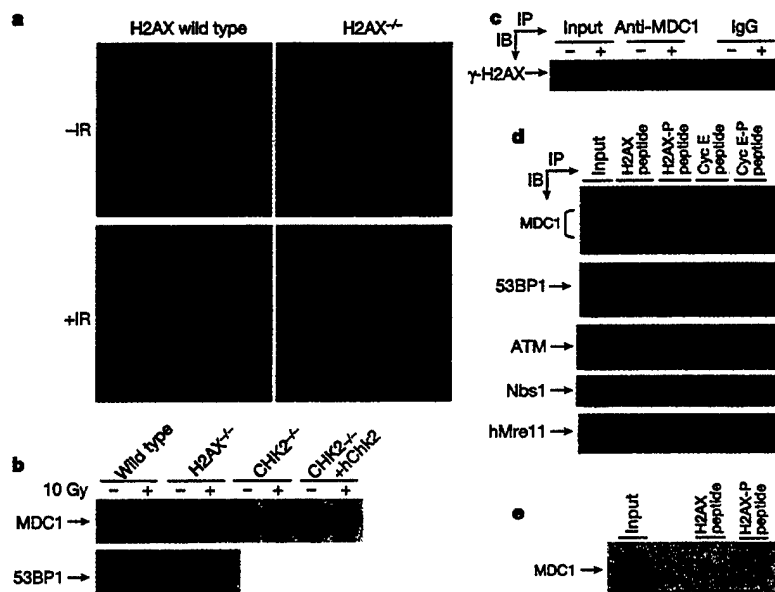 a
H2AX wild type H2AX-/-
–IR
+IR
b
Wild type H2AX-/- CHK2-/- CHK2-/- +hChk2
10 Gy – + – + – + – +
MDC1
53BP1
c
IP
IB
Input Anti-MDC1 IgG
– + – + – +
γ-H2AX
d
IP
IB
Input H2AX peptide H2AX-P peptide Cyc E peptide Cyc E-P peptide
MDC1
53BP1
ATM
Nbs1
hMre11
e
Input H2AX peptide H2AX-P peptide
MDC1